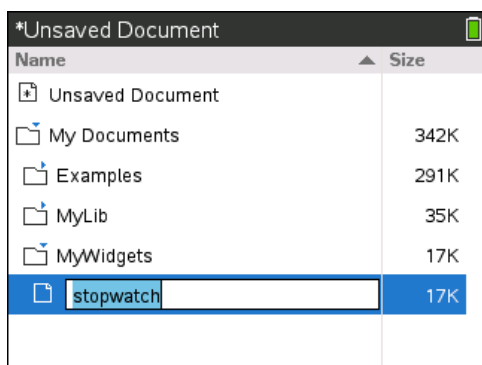 *Unsaved Document
Name Size
Unsaved Document
My Documents 342K
Examples 291K
MyLib 35K
MyWidgets 17K
stopwatch 17K